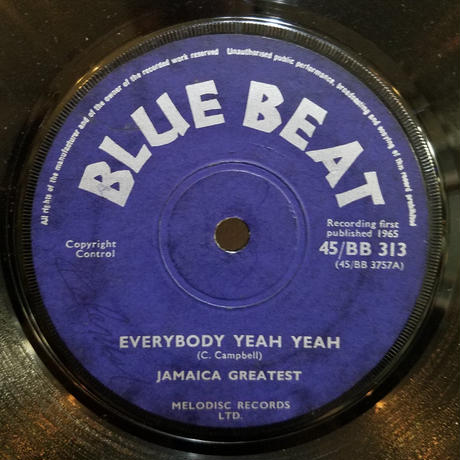 All rights of the manufacturer and of the owner of the recorded work reserved Unauthorised public performance, broadcasting and copying of this record prohibited
BLUE BEAT
Copyright
Control
Recording first
published 1965
45/BB 313
(45/BB 3757A)
EVERYBODY YEAH YEAH
(C. Campbell)
JAMAICA GREATEST
MELODISC RECORDS
LTD.